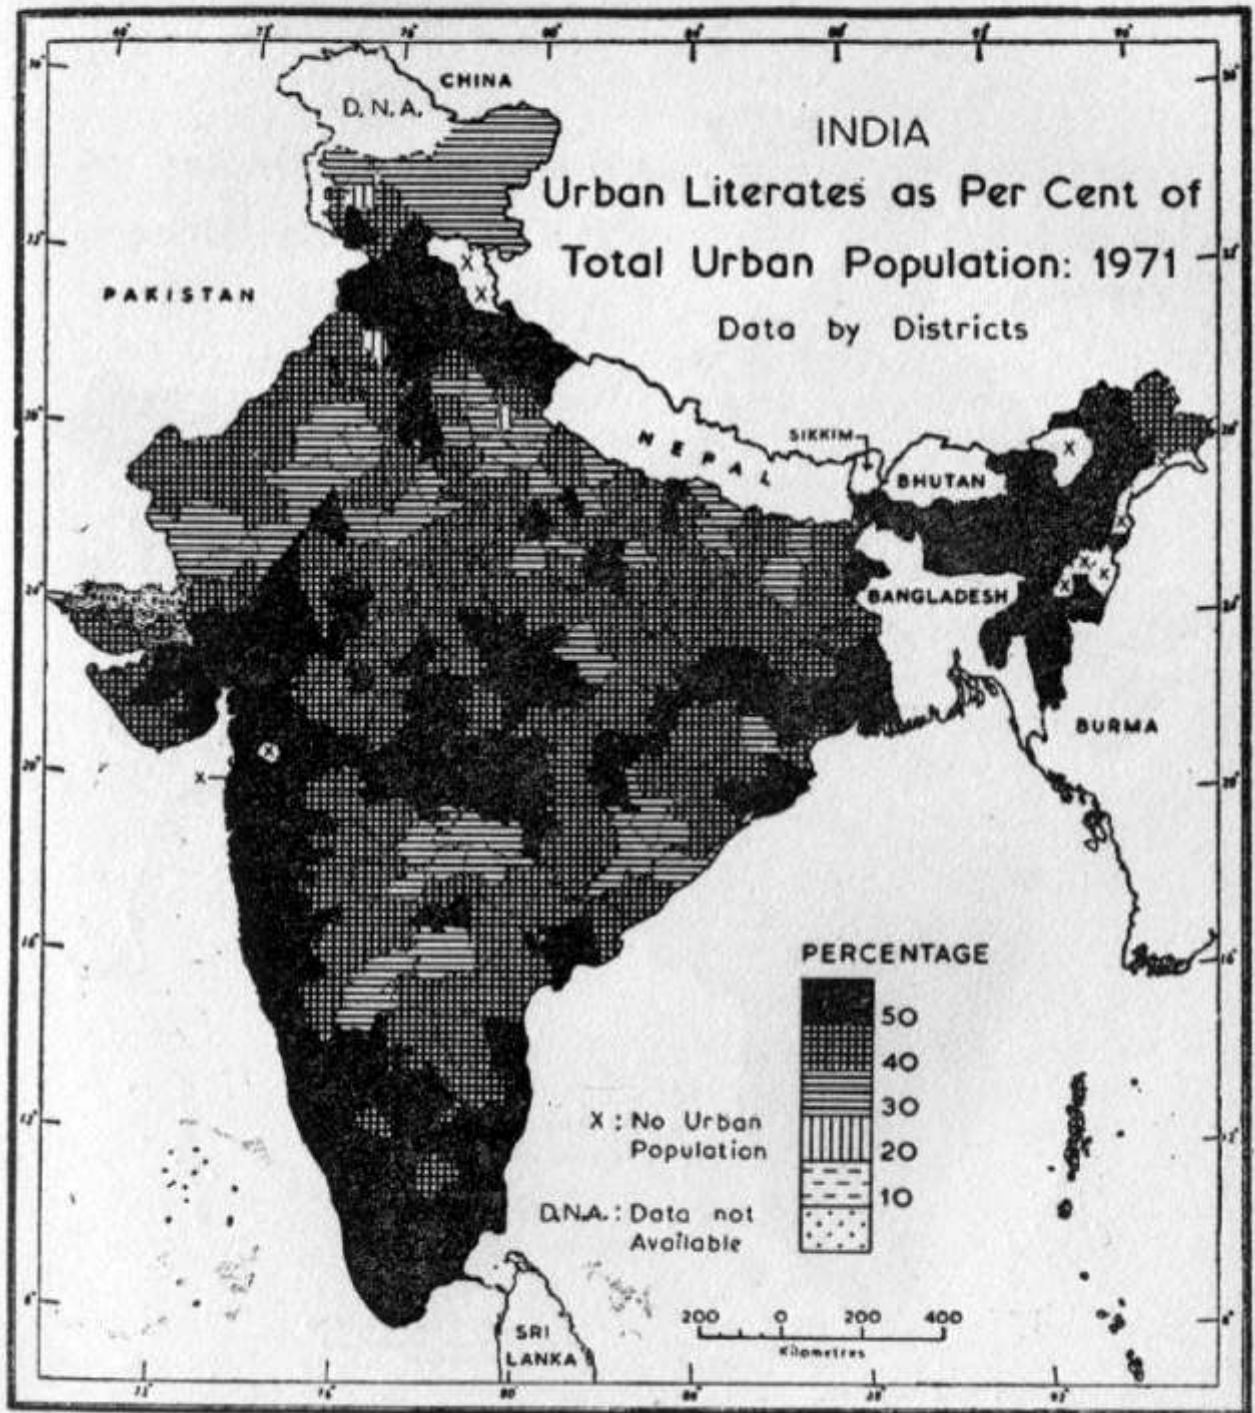 CHINA
D.N.A.
INDIA
Urban Literates as Per Cent of
Total Urban Population: 1971
Data by Districts
PAKISTAN
X
X
NEPAL
SIKKIM
BHUTAN
X
X
X
X
X
BANGLADESH
BURMA
X
X
PERCENTAGE
50
40
30
20
10
X : No Urban
Population
D.N.A. : Data not
Available
200 0 200 400
Kilometres
SRI
LANKA